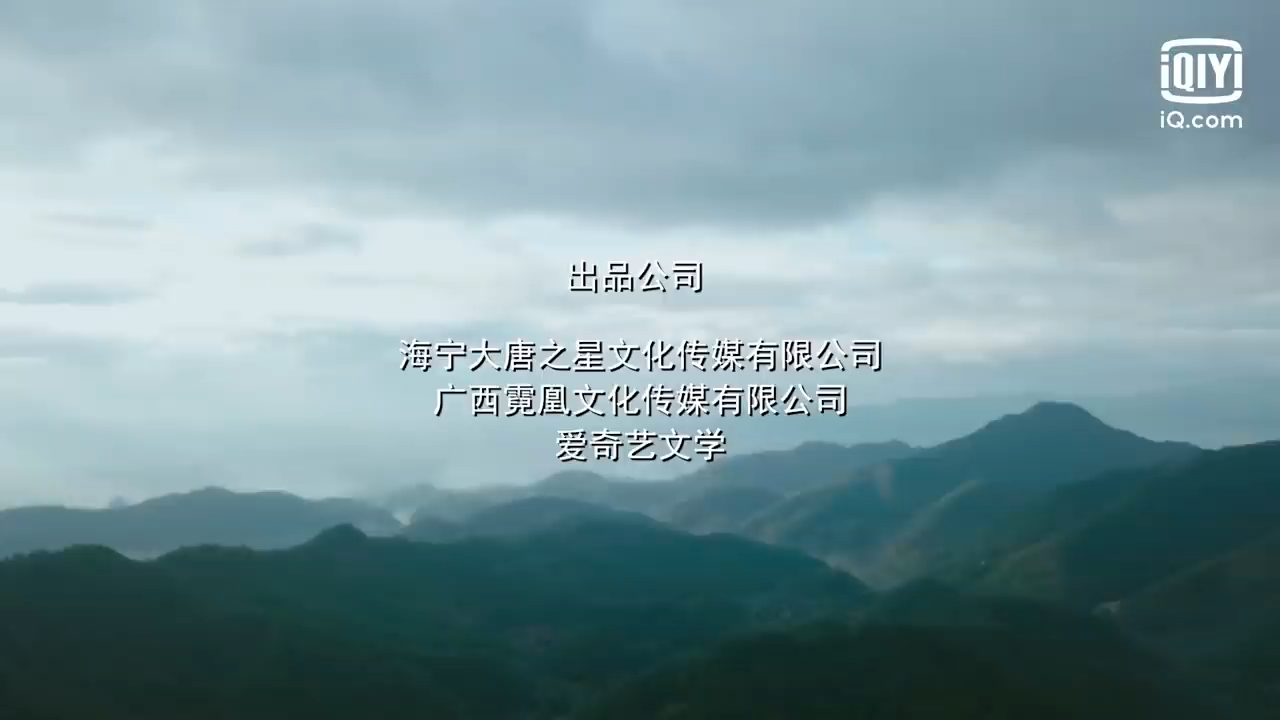 iQIYI
iQ.com
出品公司
海宁大唐之星文化传媒有限公司
广西霓凰文化传媒有限公司
爱奇艺文学